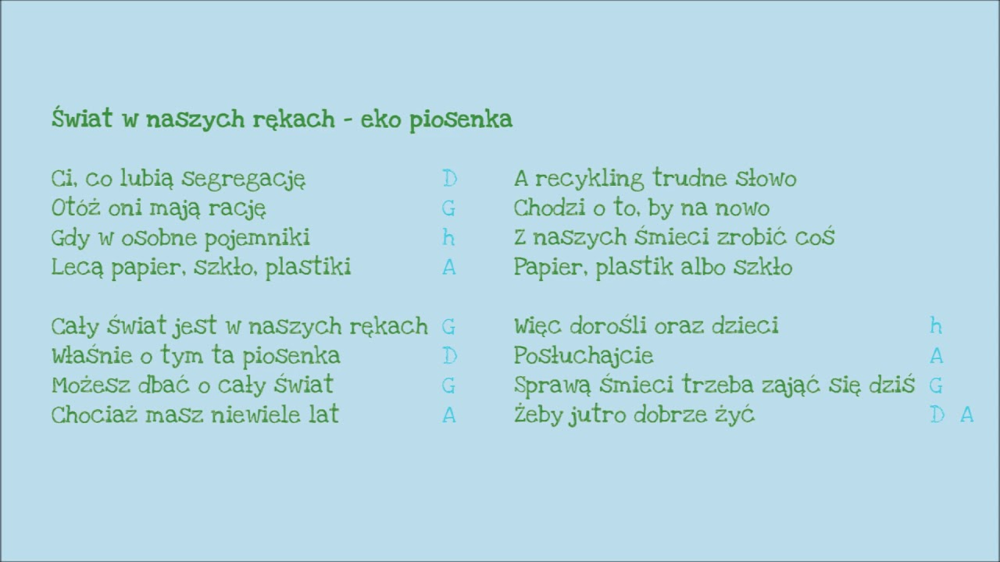 Świat w naszych rękach - eko piosenka
Ci, co lubią segregację D
Otóż oni mają rację G
Gdy w osobne pojemniki h
Lecą papier, szkło, plastiki A
Cały świat jest w naszych rękach G
Właśnie o tym ta piosenka D
Możesz dbać o cały świat G
Chociaż masz niewiele lat A
A recykling trudne słowo
Chodzi o to, by na nowo
Z naszych śmieci zrobić coś
Papier, plastik albo szkło
Więc dorośli oraz dzieci h
Posłuchajcie A
Sprawą śmieci trzeba zająć się dziś G
Żeby jutro dobrze żyć D A